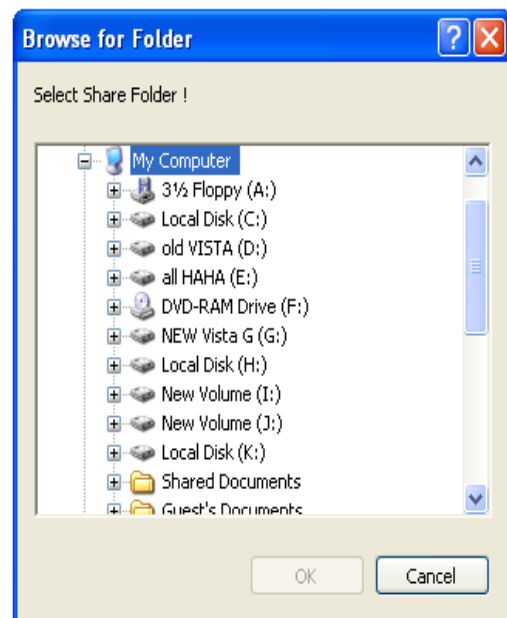 Browse for Folder
Select Share Folder !
My Computer
3½ Floppy (A:)
Local Disk (C:)
old VISTA (D:)
all HAHA (E:)
DVD-RAM Drive (F:)
NEW Vista G (G:)
Local Disk (H:)
New Volume (I:)
New Volume (J:)
Local Disk (K:)
Shared Documents
Guest's Documents
OK
Cancel